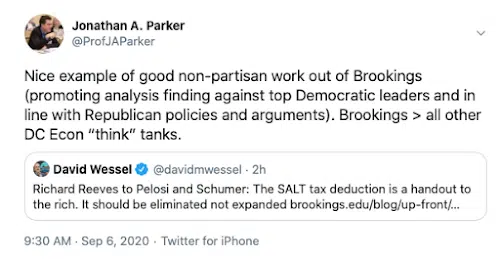 Jonathan A. Parker
@ProfJAParker
Nice example of good non-partisan work out of Brookings
(promoting analysis finding against top Democratic leaders and in
line with Republican policies and arguments). Brookings > all other
DC Econ “think” tanks.
David Wessel @davidmwessel · 2h
Richard Reeves to Pelosi and Schumer: The SALT tax deduction is a handout to
the rich. It should be eliminated not expanded brookings.edu/blog/up-front/...
9:30 AM · Sep 6, 2020 · Twitter for iPhone